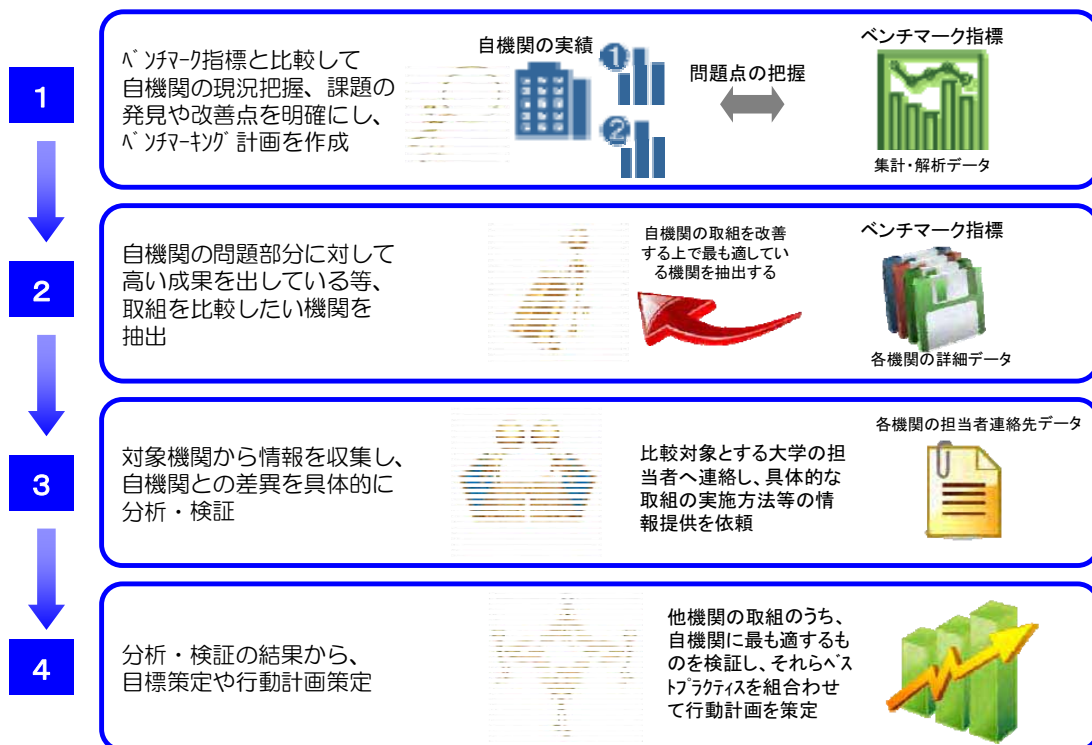 1
ﾍﾞﾝﾁﾏｰｸ指標と比較して
自機関の現況把握、課題の
発見や改善点を明確にし、
ﾍﾞﾝﾁﾏｰｷﾝｸﾞ計画を作成
自機関の実績
1
2
問題点の把握
ベンチマーク指標
集計・解析データ
2
自機関の問題部分に対して
高い成果を出している等、
取組を比較したい機関を
抽出
自機関の取組を改善
する上で最も適してい
る機関を抽出する
ベンチマーク指標
各機関の詳細データ
3
対象機関から情報を収集し、
自機関との差異を具体的に
分析・検証
比較対象とする大学の担
当者へ連絡し、具体的な
取組の実施方法等の情
報提供を依頼
各機関の担当者連絡先データ
4
分析・検証の結果から、
目標策定や行動計画策定
他機関の取組のうち、
自機関に最も適するも
のを検証し、それらﾍﾞｽ
ﾄﾌﾟﾗｸﾃｨｽを組合わせ
て行動計画を策定